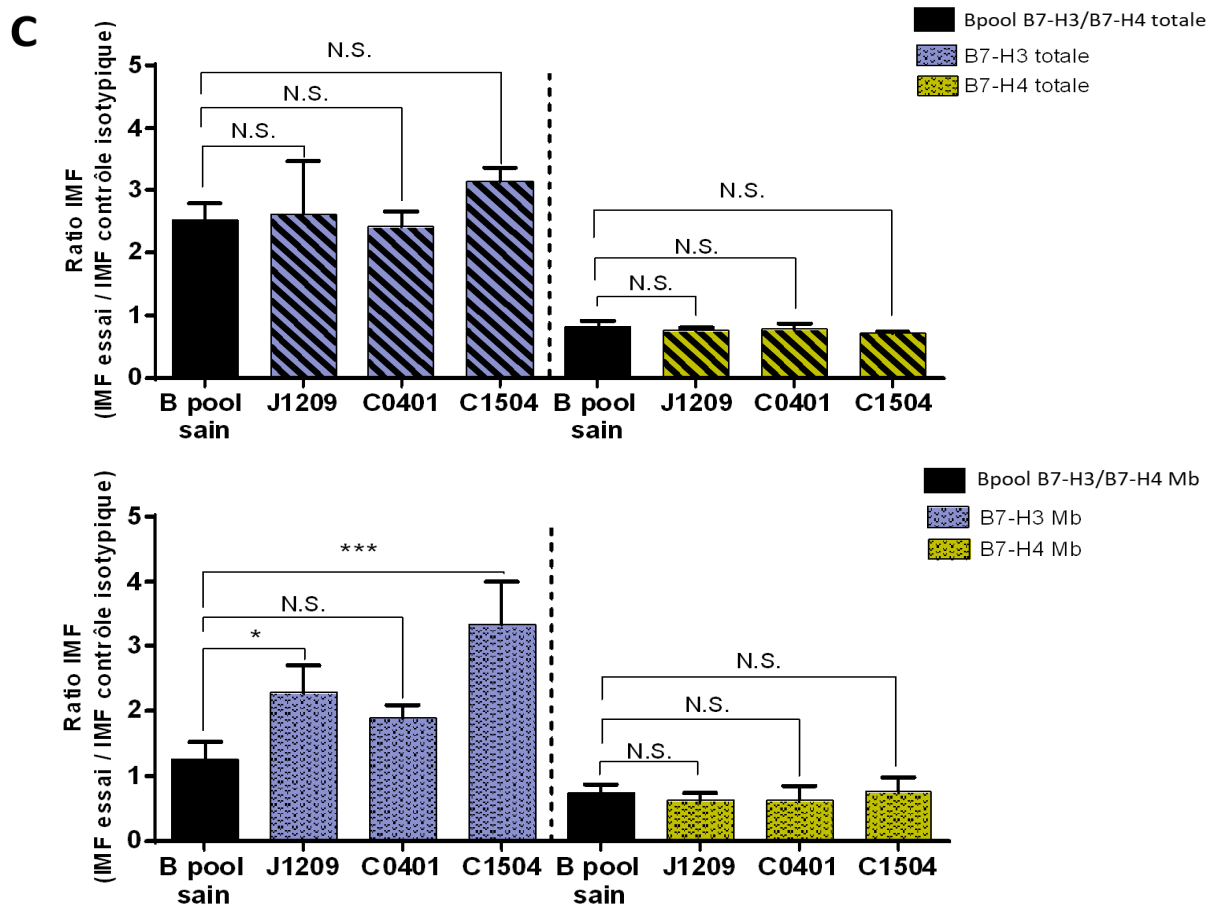 C
Bpool B7-H3/B7-H4 totale
B7-H3 totale
B7-H4 totale
Ratio IMF
(IMF essai / IMF contrôle isotypique)
5
4
3
2
1
0
N.S.
N.S.
N.S.
N.S.
N.S.
N.S.
B pool sain
J1209
C0401
C1504
B pool sain
J1209
C0401
C1504
Bpool B7-H3/B7-H4 Mb
B7-H3 Mb
B7-H4 Mb
Ratio IMF
(IMF essai / IMF contrôle isotypique)
5
4
3
2
1
0
***
N.S.
*
N.S.
N.S.
N.S.
B pool sain
J1209
C0401
C1504
B pool sain
J1209
C0401
C1504